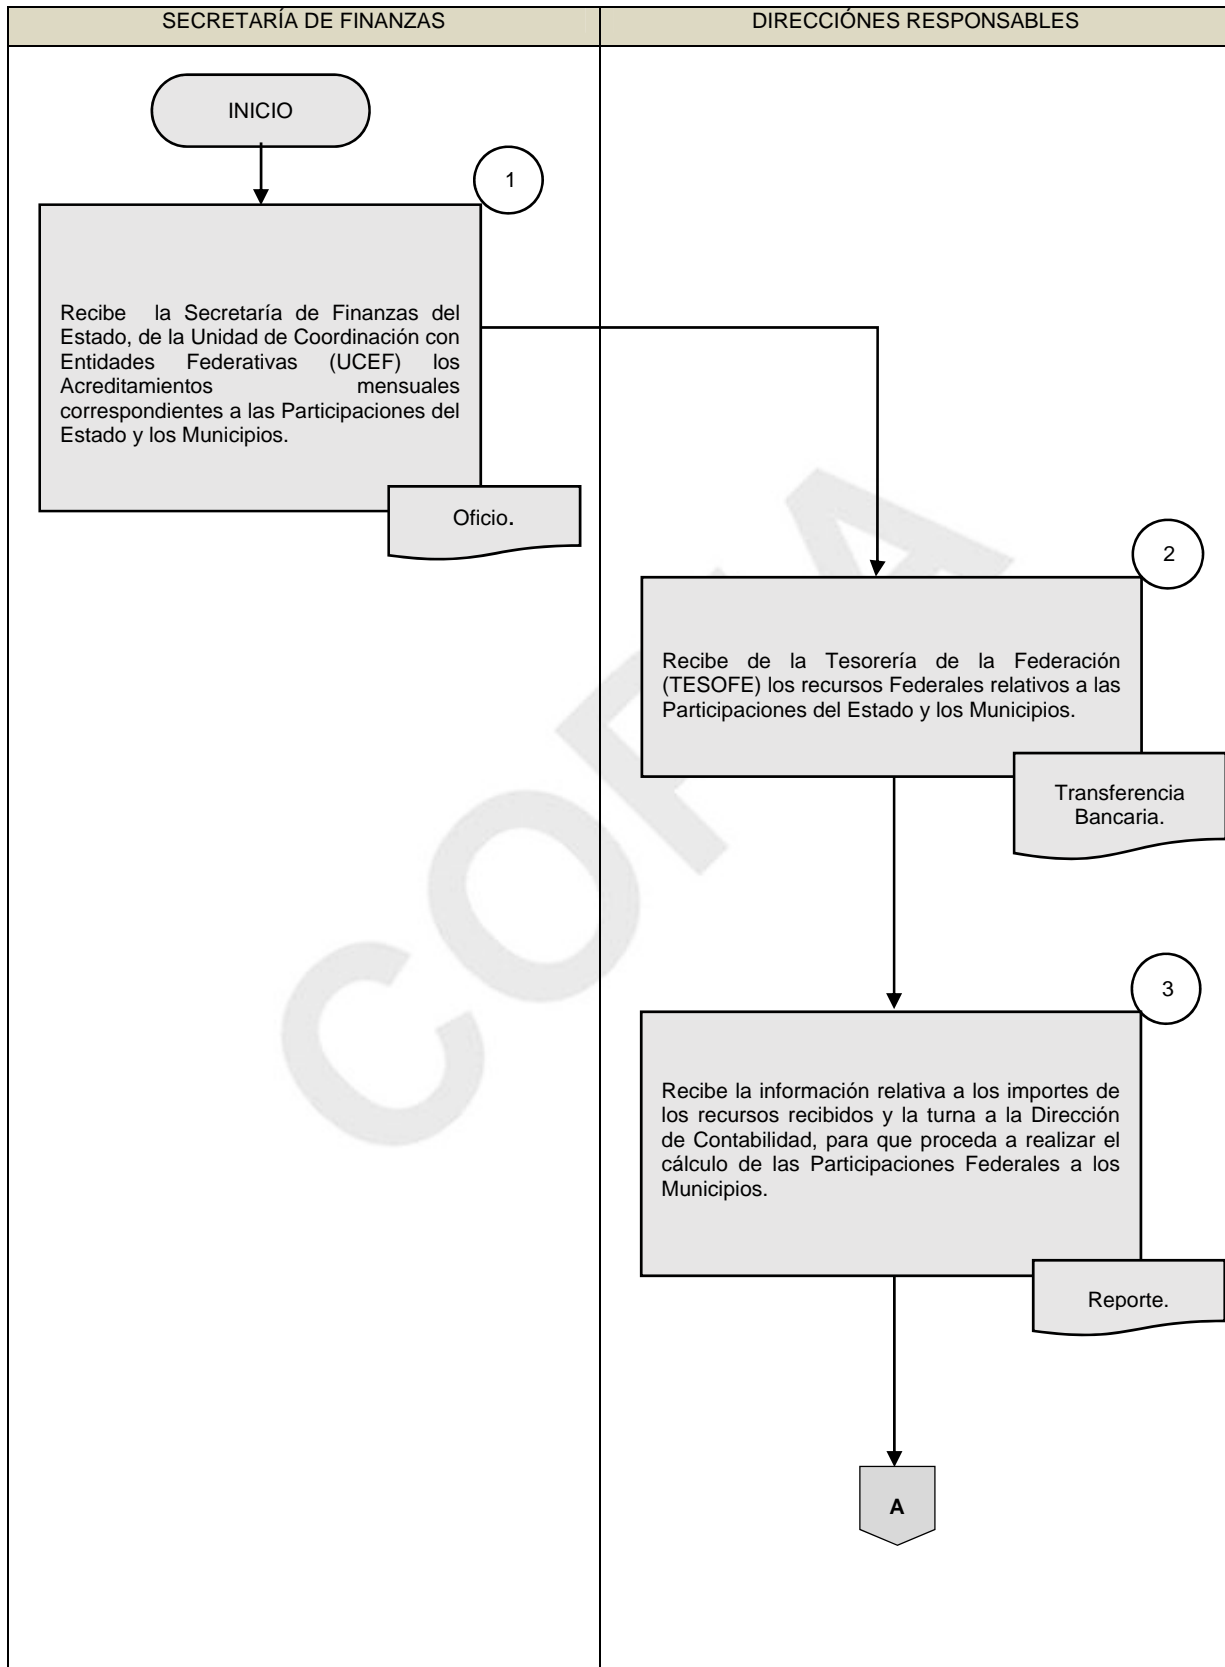 SECRETARÍA DE FINANZAS
DIRECCIÓNES RESPONSABLES
INICIO
1
Recibe la Secretaría de Finanzas del
Estado, de la Unidad de Coordinación con
Entidades Federativas (UCEF) los
Acreditamientos mensuales
correspondientes a las Participaciones del
Estado y los Municipios.
Oficio.
2
Recibe de la Tesorería de la Federación
(TESOFE) los recursos Federales relativos a las
Participaciones del Estado y los Municipios.
Transferencia
Bancaria.
3
Recibe la información relativa a los importes de
los recursos recibidos y la turna a la Dirección
de Contabilidad, para que proceda a realizar el
cálculo de las Participaciones Federales a los
Municipios.
Reporte.
A
COPIA